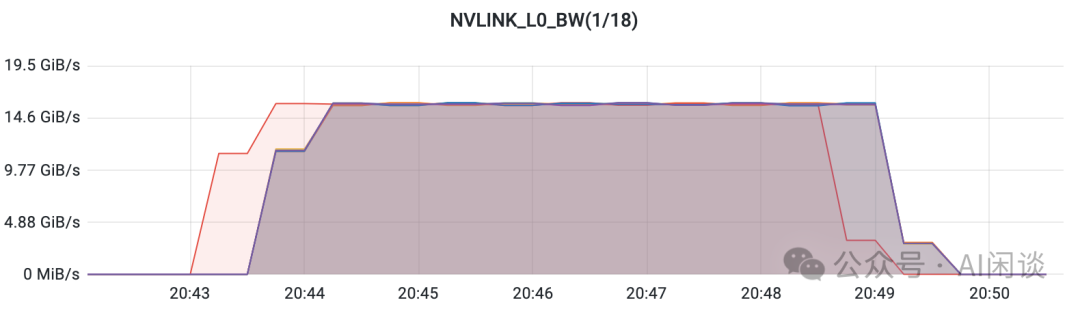 NVLINK_L0_BW(1/18)
19.5 GiB/s
14.6 GiB/s
9.77 GiB/s
4.88 GiB/s
0 MiB/s
20:43 20:44 20:45 20:46 20:47 20:48 20:49 20:50
公众号 · AI闲谈